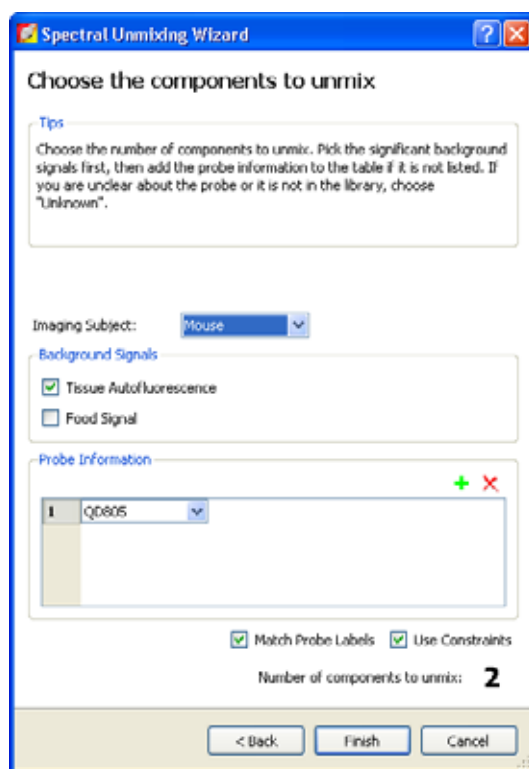 Spectral Unmixing Wizard
Choose the components to unmix
Tips
Choose the number of components to unmix. Pick the significant background
signals first, then add the probe information to the table if it is not listed. If
you are unclear about the probe or it is not in the library, choose
"Unknown".
Imaging Subject: Mouse
Background Signals
Tissue Autofluorescence
Food Signal
Probe Information
1 QD805
Match Probe Labels Use Constraints
Number of components to unmix: 2
< Back Finish Cancel